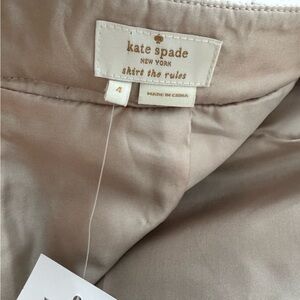 kate spade
NEW YORK
skirt the rules
4
MADE IN CHINA